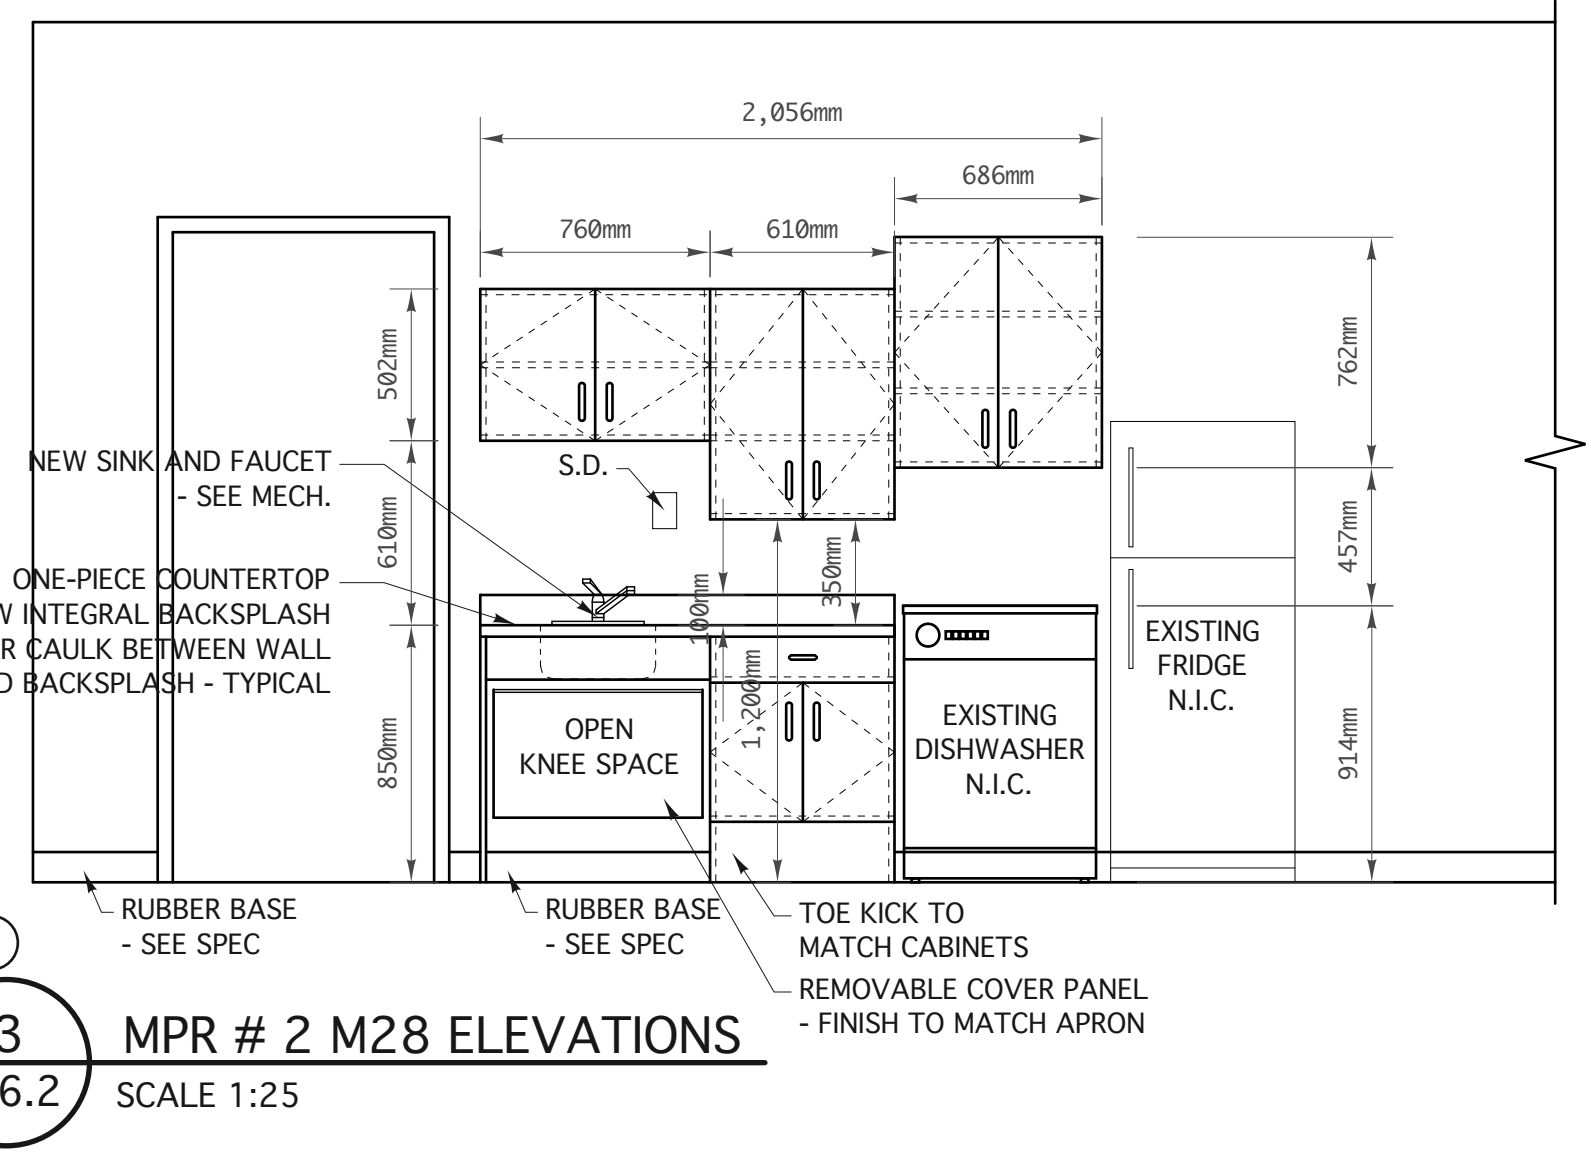 2,056mm
686mm
760mm
610mm
502mm
762mm
NEW SINK AND FAUCET
- SEE MECH.
S.D.
610mm
457mm
350mm
100mm
ONE-PIECE COUNTERTOP
INTEGRAL BACKSPLASH
CAULK BETWEEN WALL
BACKSPLASH - TYPICAL
EXISTING
FRIDGE
N.I.C.
1,200mm
850mm
914mm
OPEN
KNEE SPACE
EXISTING
DISHWASHER
N.I.C.
RUBBER BASE
- SEE SPEC
RUBBER BASE
- SEE SPEC
TOE KICK TO
MATCH CABINETS
REMOVABLE COVER PANEL
- FINISH TO MATCH APRON
3
MPR # 2 M28 ELEVATIONS
6.2
SCALE 1:25